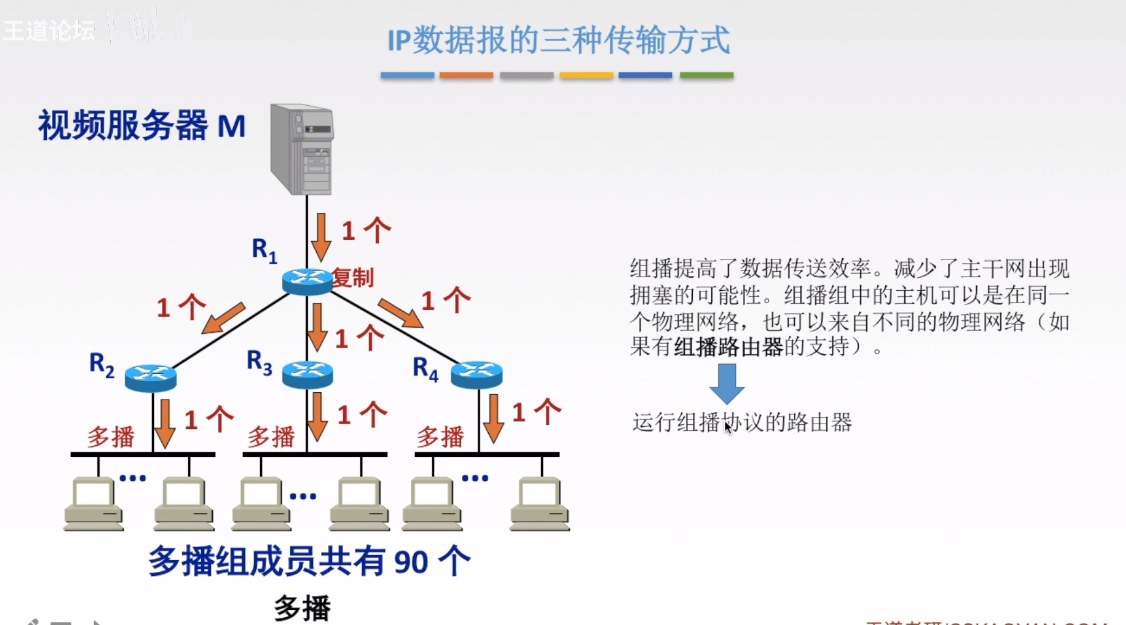 王道论坛
IP数据报的三种传输方式
视频服务器 M
1 个
R1
复制
1 个
1 个
1 个
R2
R3
R4
1 个
1 个
1 个
多播
多播
多播
...
...
...
多播组成员共有 90 个
多播
组播提高了数据传送效率。减少了主干网出现
拥塞的可能性。组播组中的主机可以是在同一
个物理网络，也可以来自不同的物理网络（如
果有组播路由器的支持）。
运行组播协议的路由器